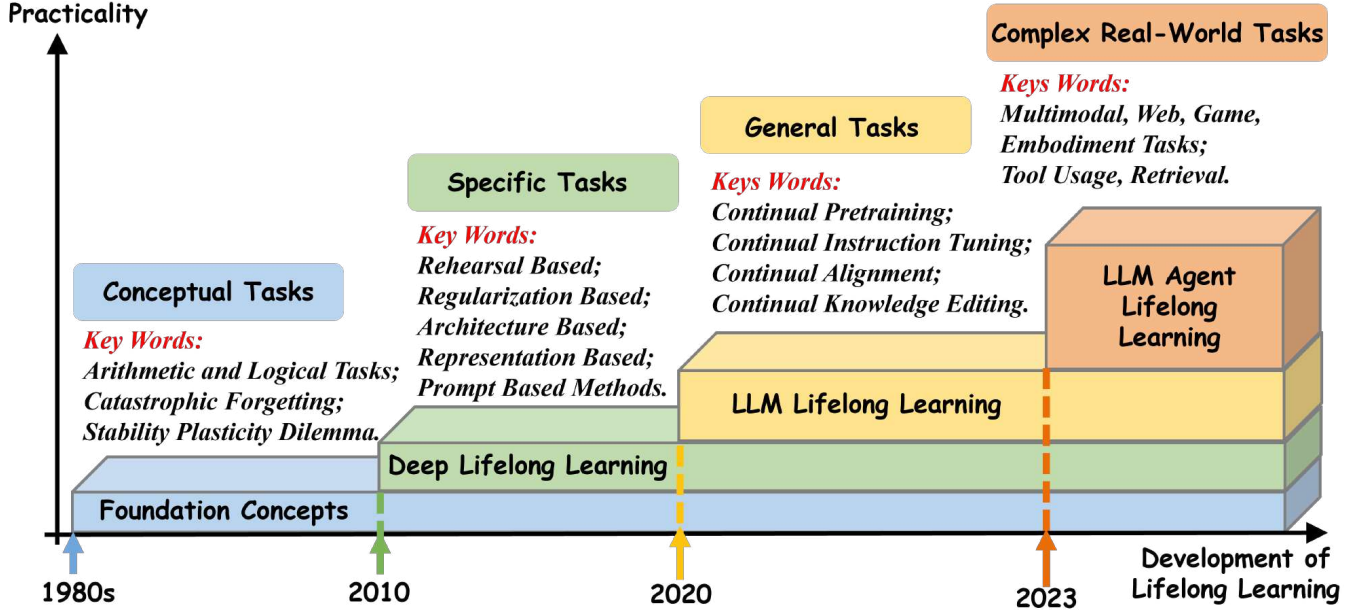 Practicality
Conceptual Tasks
Key Words:
Arithmetic and Logical Tasks;
Catastrophic Forgetting;
Stability Plasticity Dilemma.
Specific Tasks
Key Words:
Rehearsal Based;
Regularization Based;
Architecture Based;
Representation Based;
Prompt Based Methods.
General Tasks
Keys Words:
Continual Pretraining;
Continual Instruction Tuning;
Continual Alignment;
Continual Knowledge Editing.
Complex Real-World Tasks
Keys Words:
Multimodal, Web, Game,
Embodiment Tasks;
Tool Usage, Retrieval.
Foundation Concepts
Deep Lifelong Learning
LLM Lifelong Learning
LLM Agent
Lifelong
Learning
1980s
2010
2020
2023
Development of
Lifelong Learning